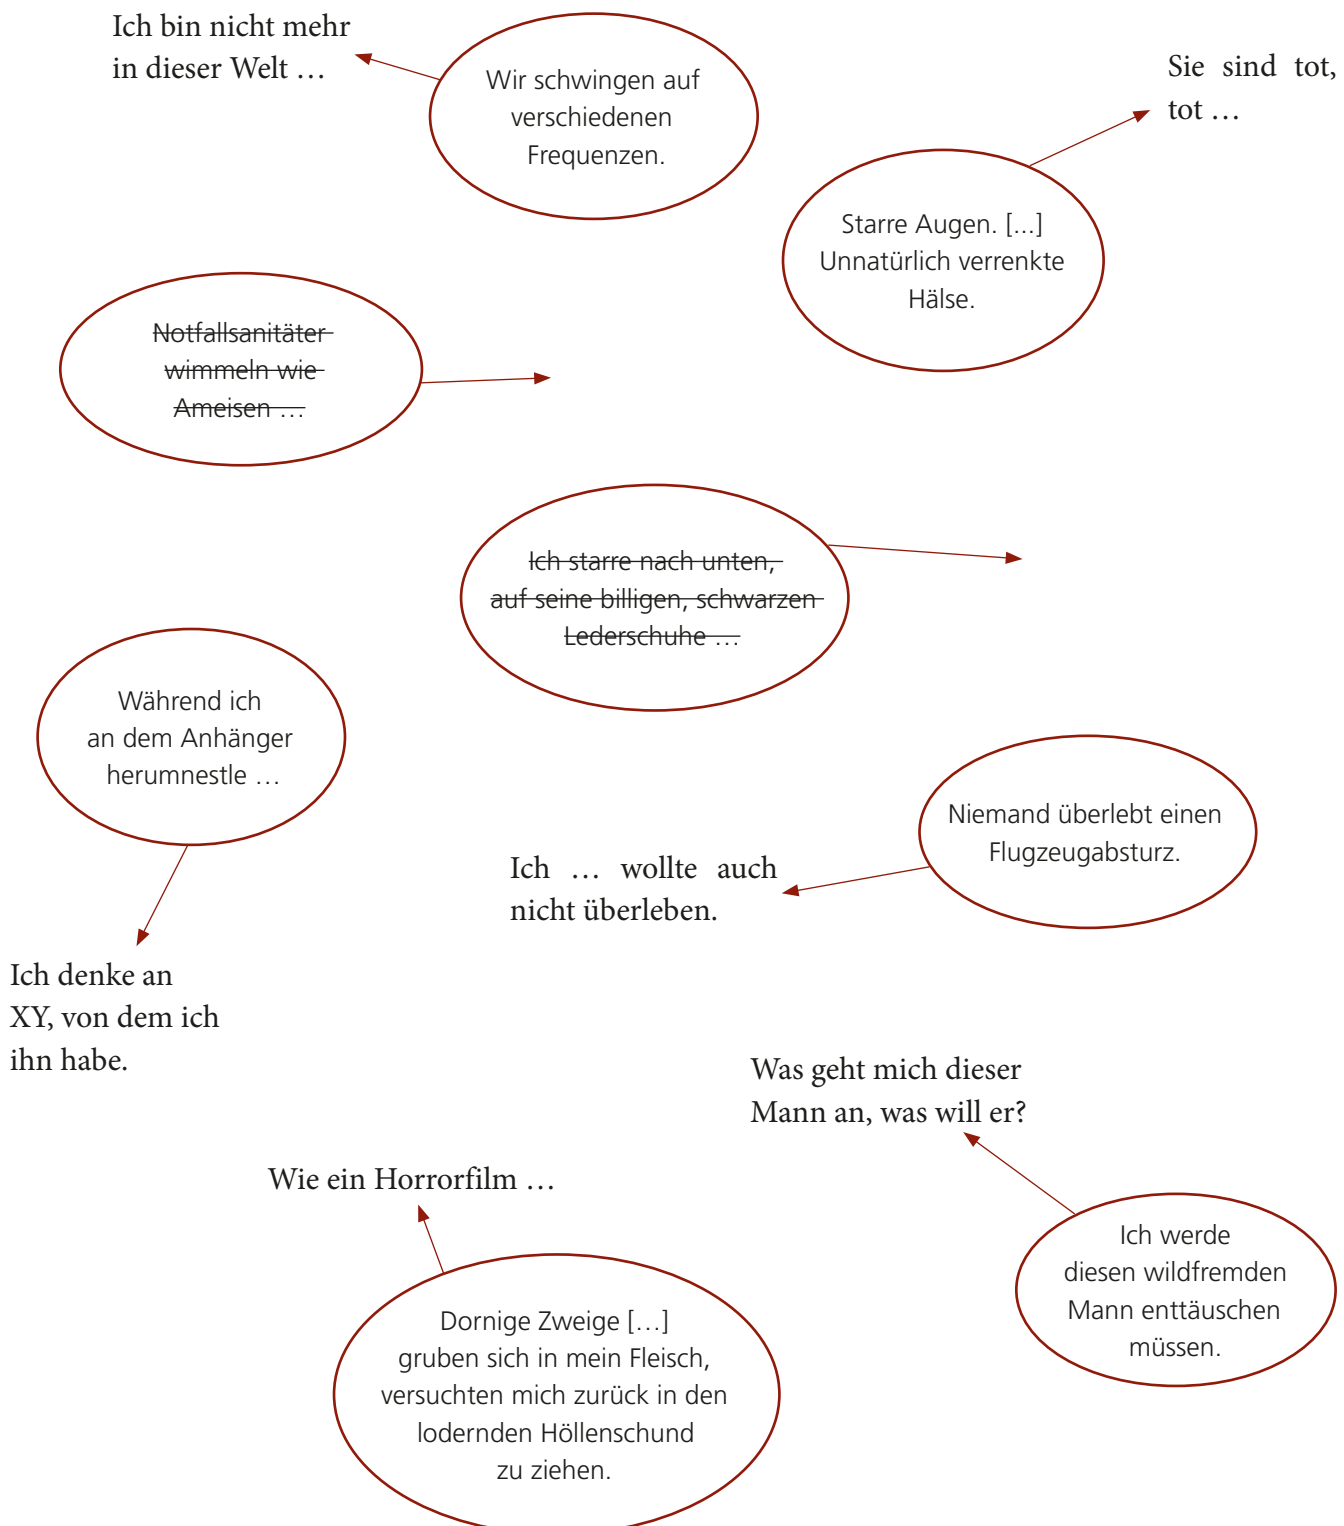 Ich bin nicht mehr
in dieser Welt …
Wir schwingen auf
verschiedenen
Frequenzen.
Sie sind tot,
tot …
Starre Augen. [...]
Unnatürlich verrenkte
Hälse.
Notfallsanitäter
wimmeln wie
Ameisen …
Ich starre nach unten,
auf seine billigen, schwarzen
Lederschuhe …
Während ich
an dem Anhänger
herumnestle …
Niemand überlebt einen
Flugzeugabsturz.
Ich … wollte auch
nicht überleben.
Ich denke an
XY, von dem ich
ihn habe.
Was geht mich dieser
Mann an, was will er?
Wie ein Horrorfilm …
Ich werde
diesen wildfremden
Mann enttäuschen
müssen.
Dornige Zweige […]
gruben sich in mein Fleisch,
versuchten mich zurück in den
lodernden Höllenschund
zu ziehen.